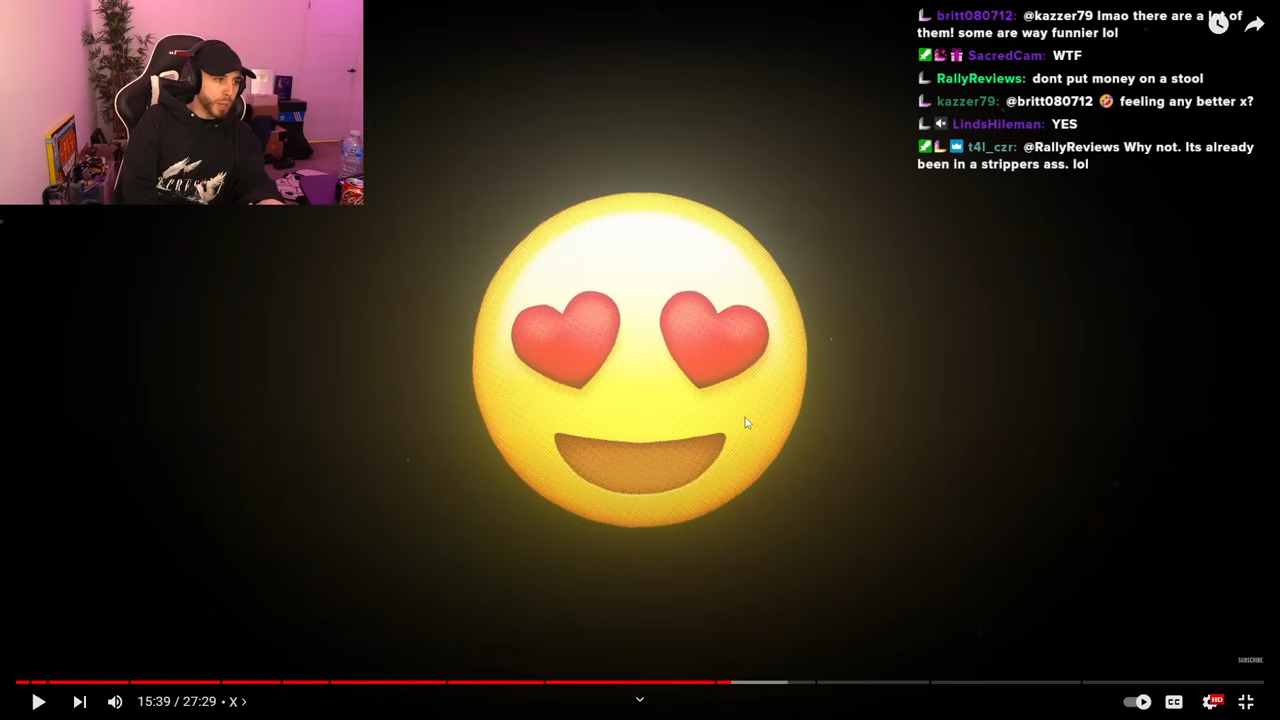 britt080712: @kazzer79 lmao there are a lot of
them! some are way funnier lol
SacredCam: WTF
RallyReviews: dont put money on a stool
kazzer79: @britt080712 🤣 feeling any better x?
LindsHileman: YES
t4l_czr: @RallyReviews Why not. Its already
been in a strippers ass. lol
SUBSCRIBE.
15:39 / 27:29 • X >
CC
HD